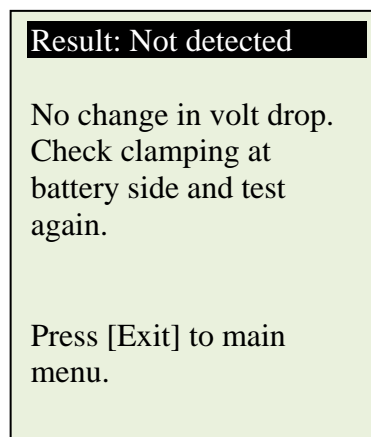 Result: Not detected
No change in volt drop.
Check clamping at
battery side and test
again.
Press [Exit] to main
menu.